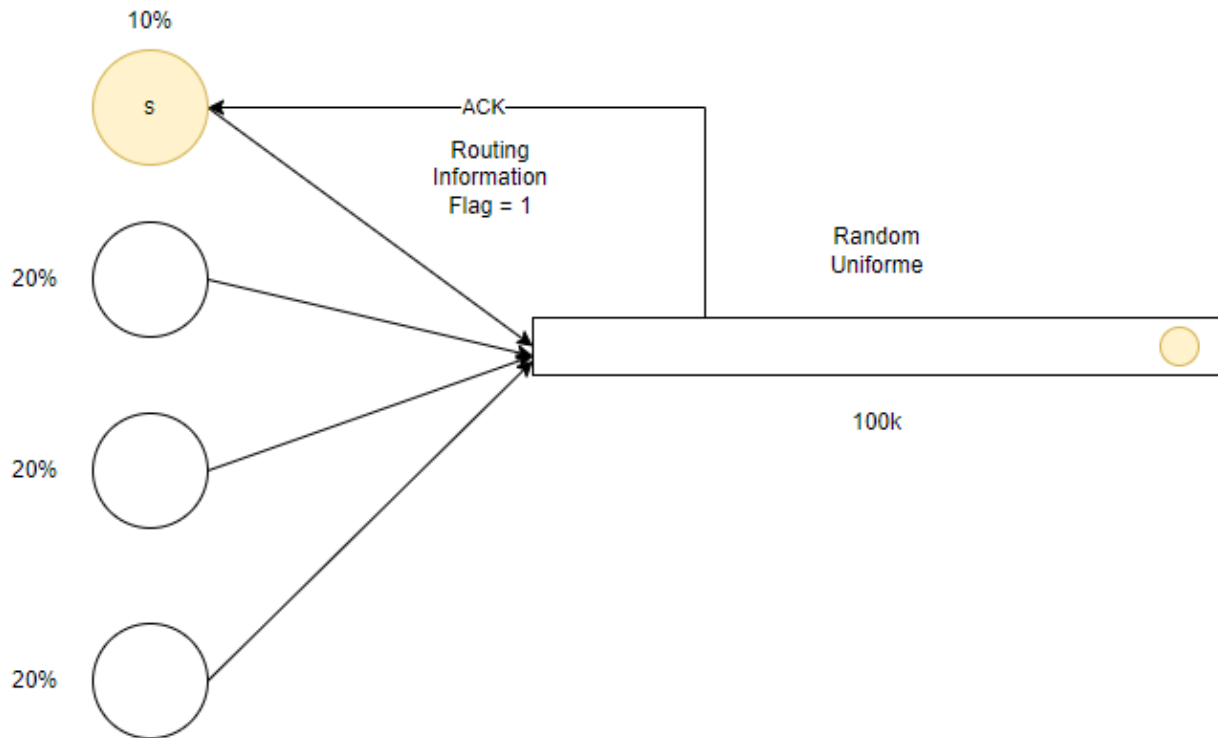 10%
s
ACK
Routing
Information
Flag = 1
Random
Uniforme
20%
100k
20%
20%